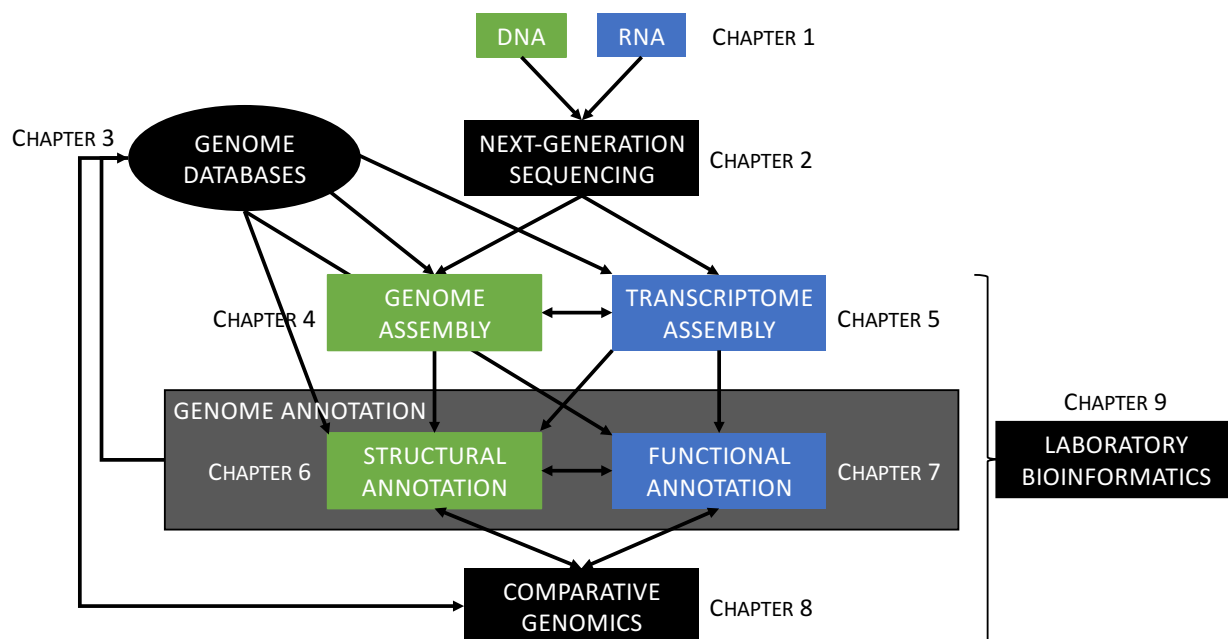 DNA
RNA
CHAPTER 1
CHAPTER 3
GENOME
DATABASES
NEXT-GENERATION
SEQUENCING
CHAPTER 2
GENOME
ASSEMBLY
CHAPTER 4
TRANSCRIPTOME
ASSEMBLY
CHAPTER 5
GENOME ANNOTATION
CHAPTER 6
STRUCTURAL
ANNOTATION
FUNCTIONAL
ANNOTATION
CHAPTER 7
CHAPTER 9
LABORATORY
BIOINFORMATICS
COMPARATIVE
GENOMICS
CHAPTER 8